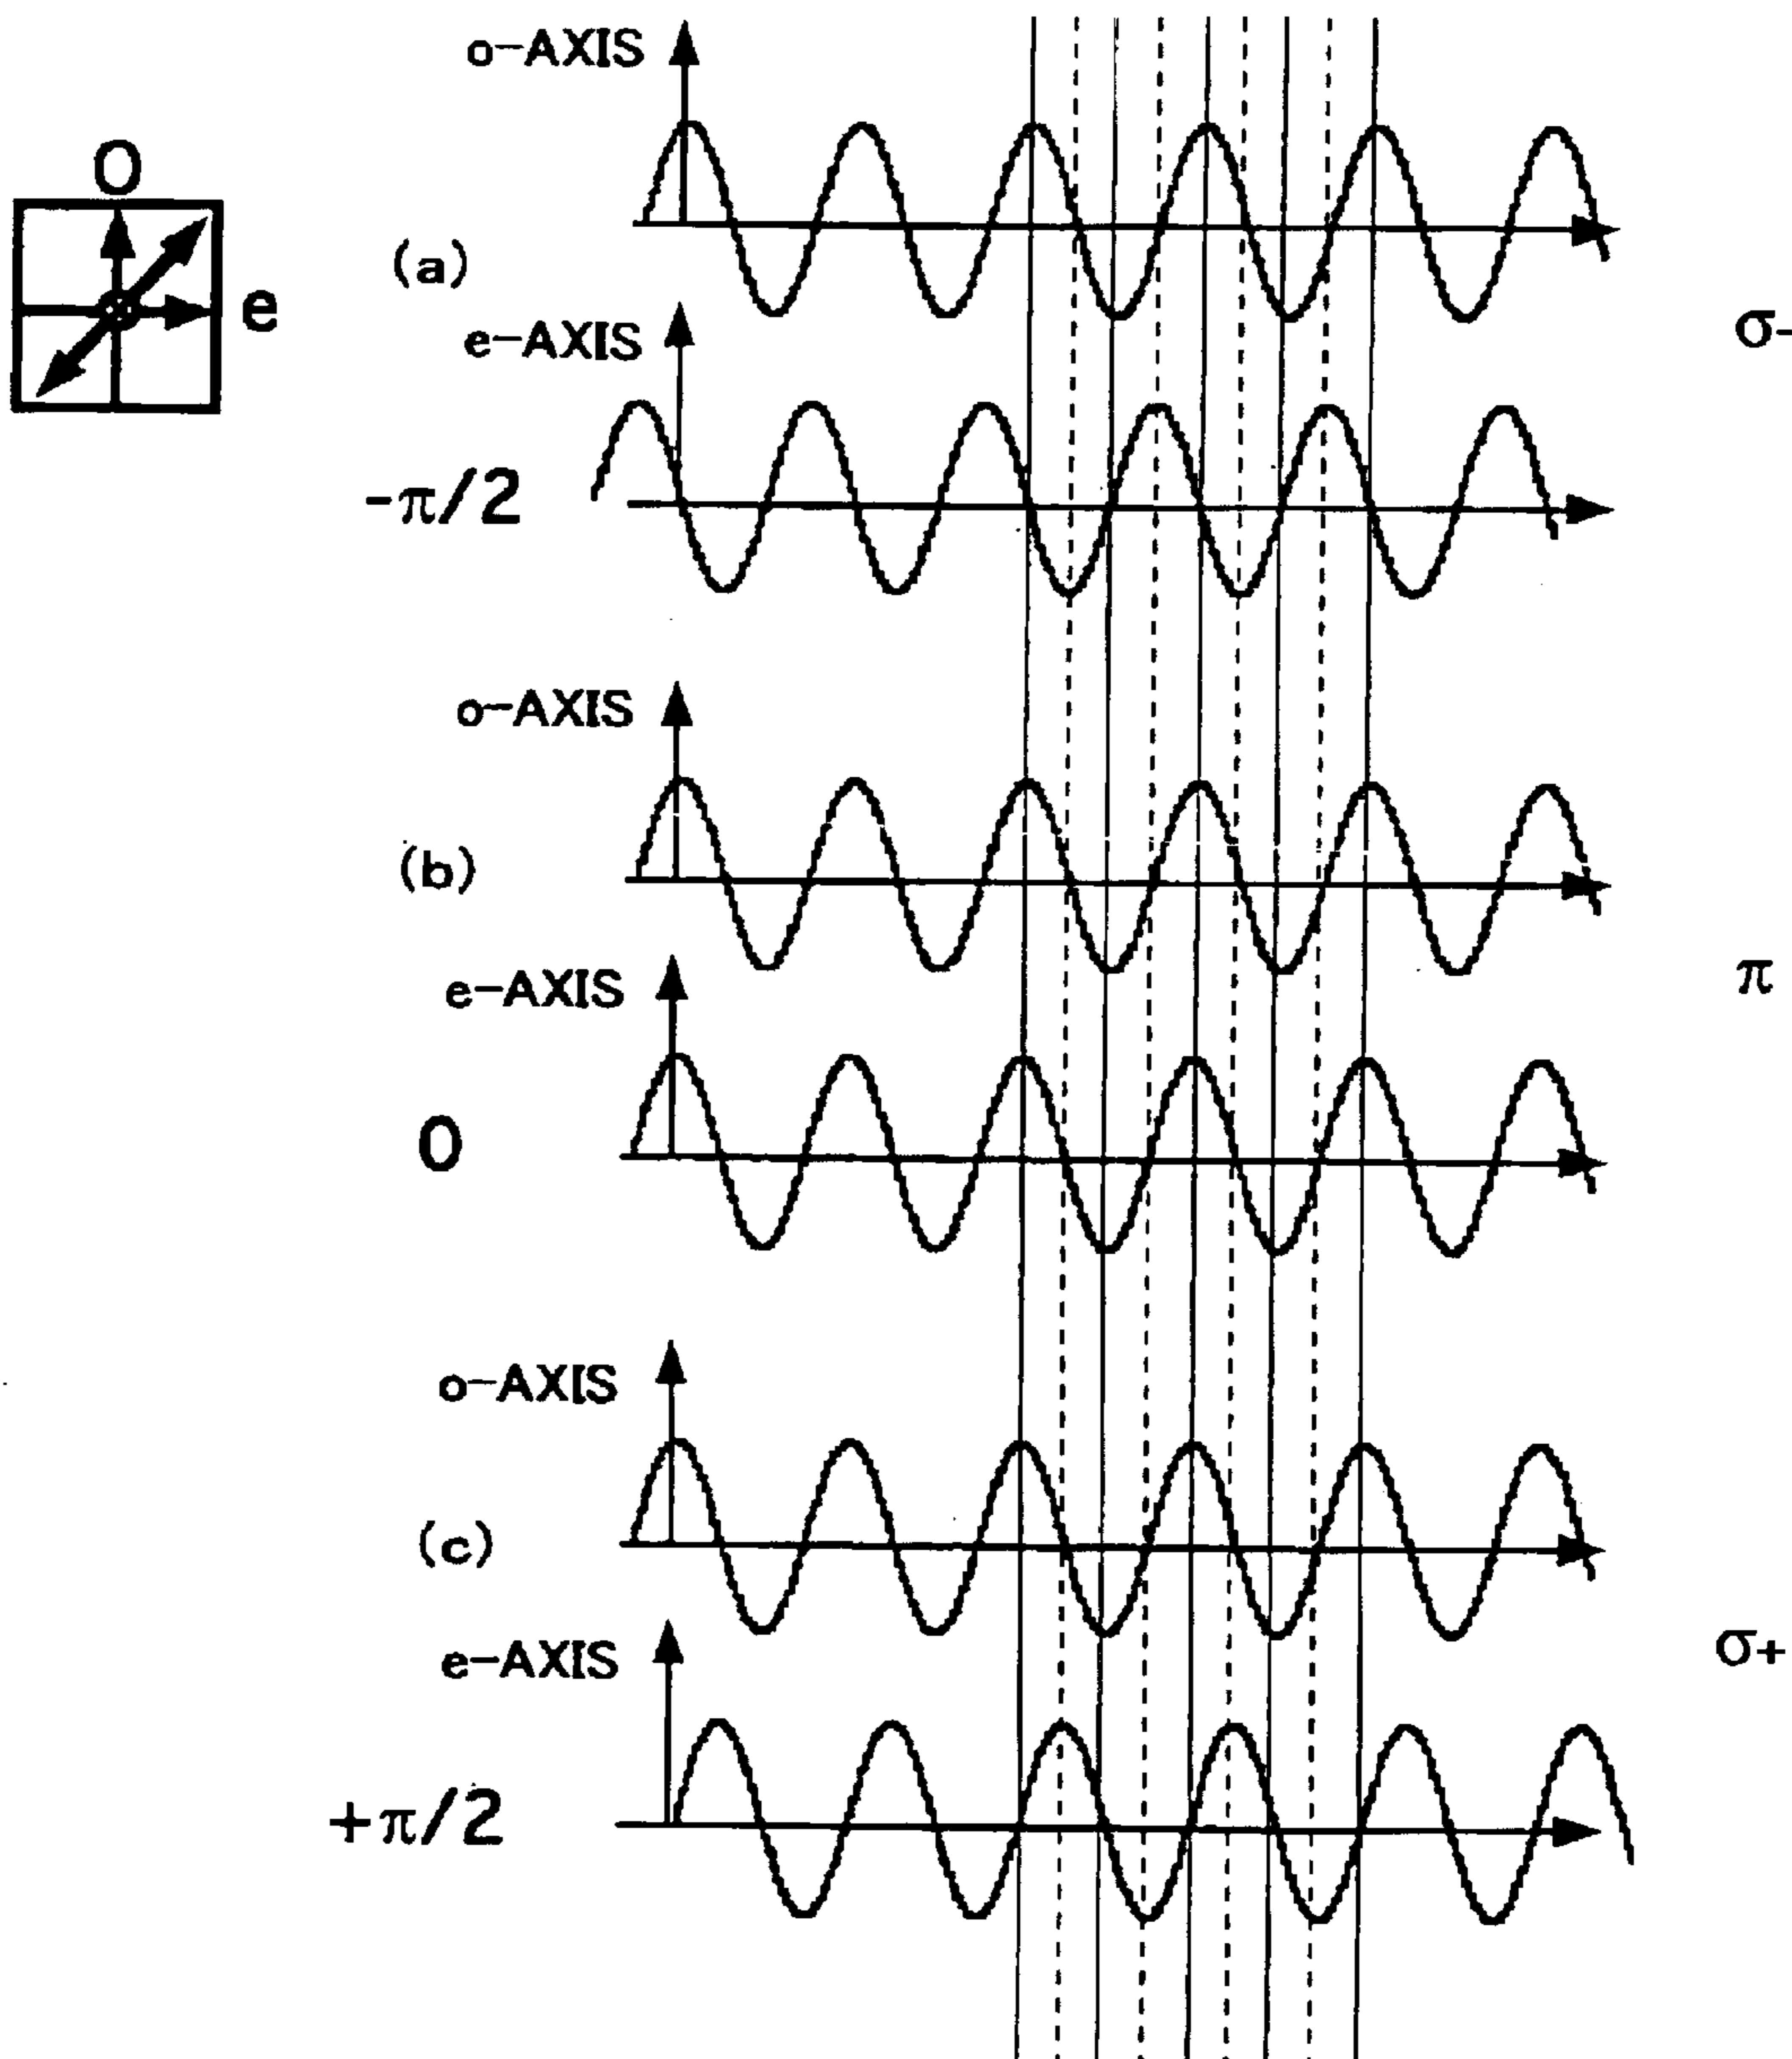 O
e
o-AXIS
(a)
e-AXIS
-π/2
σ-
o-AXIS
(b)
e-AXIS
0
π
o-AXIS
(c)
e-AXIS
+π/2
σ+